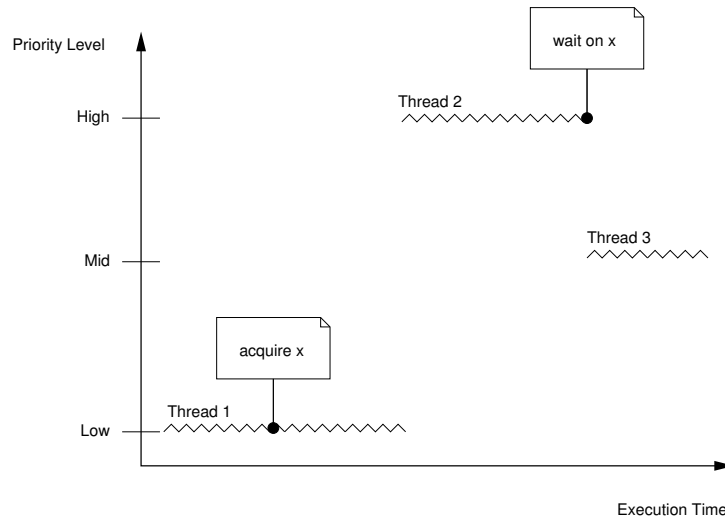 Priority Level
wait on x
Thread 2
High
Thread 3
Mid
acquire x
Thread 1
Low
Execution Time